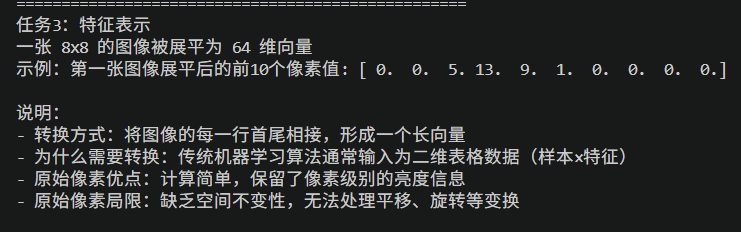 ==================================================
任务3：特征表示
一张 8x8 的图像被展平为 64 维向量
示例：第一张图像展平后的前10个像素值：[ 0.  0.  5. 13.  9.  1.  0.  0.  0.  0.]
说明：
- 转换方式：将图像的每一行首尾相接，形成一个长向量
- 为什么需要转换：传统机器学习算法通常输入为二维表格数据（样本x特征）
- 原始像素优点：计算简单，保留了像素级别的亮度信息
- 原始像素局限：缺乏空间不变性，无法处理平移、旋转等变换